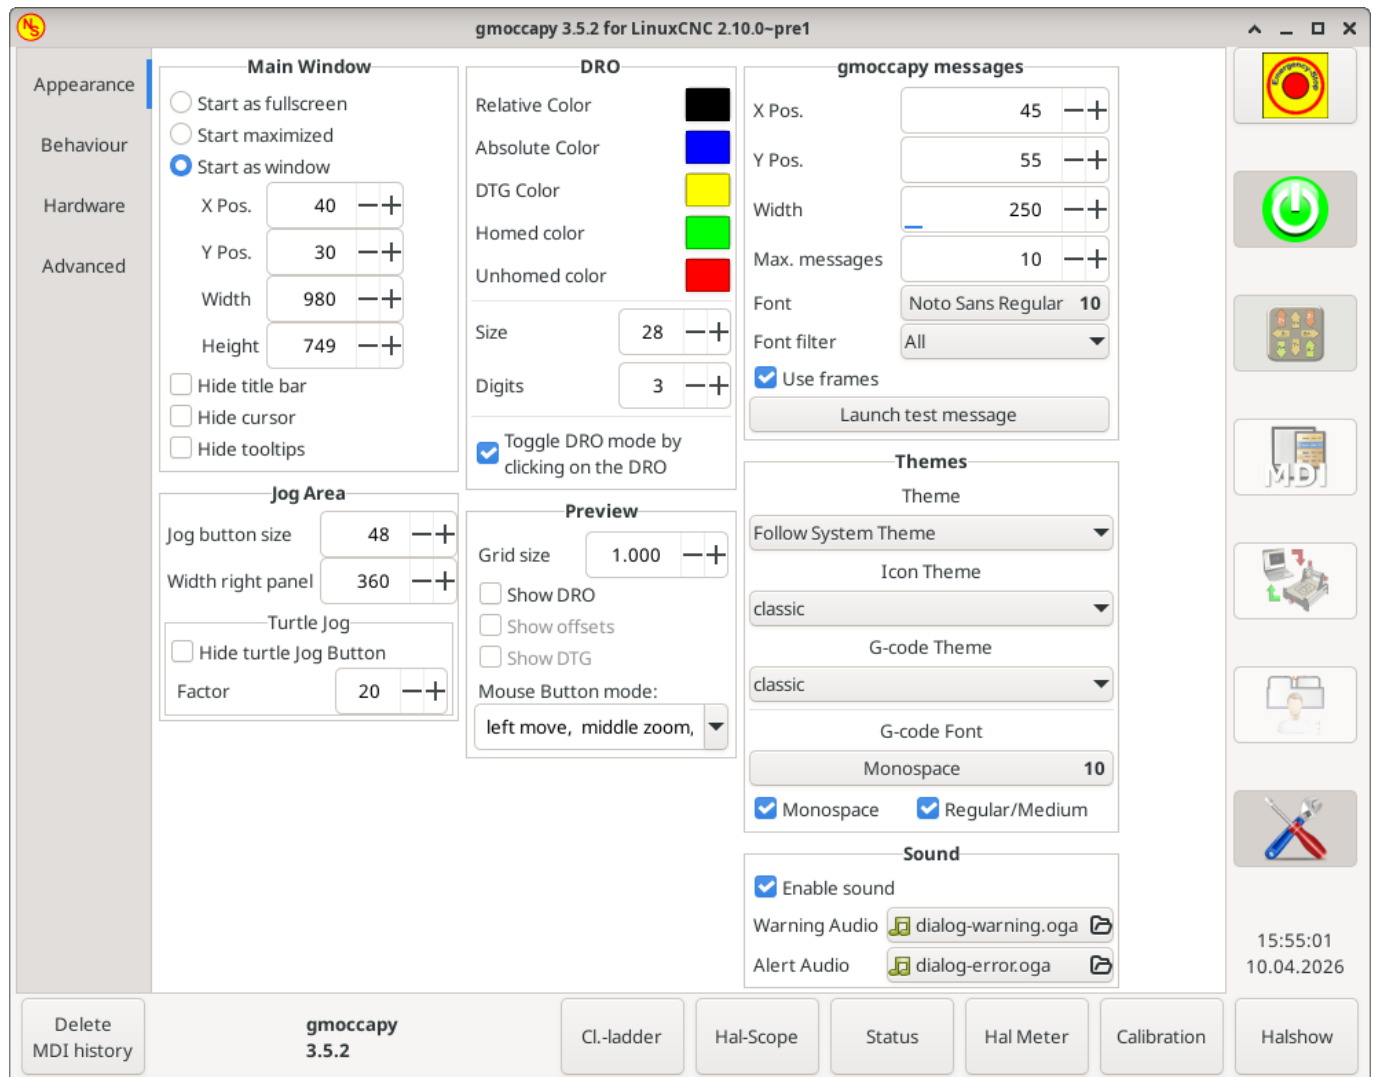 NS
gmoccapy 3.5.2 for LinuxCNC 2.10.0~pre1
Appearance
Behaviour
Hardware
Advanced
Main Window
Start as fullscreen
Start maximized
Start as window
X Pos. 40
Y Pos. 30
Width 980
Height 749
Hide title bar
Hide cursor
Hide tooltips
Jog Area
Jog button size 48
Width right panel 360
Turtle Jog
Hide turtle Jog Button
Factor 20
DRO
Relative Color
Absolute Color
DTG Color
Homed color
Unhomed color
Size 28
Digits 3
Toggle DRO mode by
clicking on the DRO
Preview
Grid size 1.000
Show DRO
Show offsets
Show DTG
Mouse Button mode:
left move, middle zoom,
gmoccapy messages
X Pos. 45
Y Pos. 55
Width 250
Max. messages 10
Font Noto Sans Regular 10
Font filter All
Use frames
Launch test message
Themes
Theme
Follow System Theme
Icon Theme
classic
G-code Theme
classic
G-code Font
Monospace 10
Monospace Regular/Medium
Sound
Enable sound
Warning Audio dialog-warning.oga
Alert Audio dialog-error.oga
Emergency-Stop
MDI
15:55:01
10.04.2026
Delete
MDI history
gmoccapy
3.5.2
Cl.-ladder
Hal-Scope
Status
Hal Meter
Calibration
Halshow